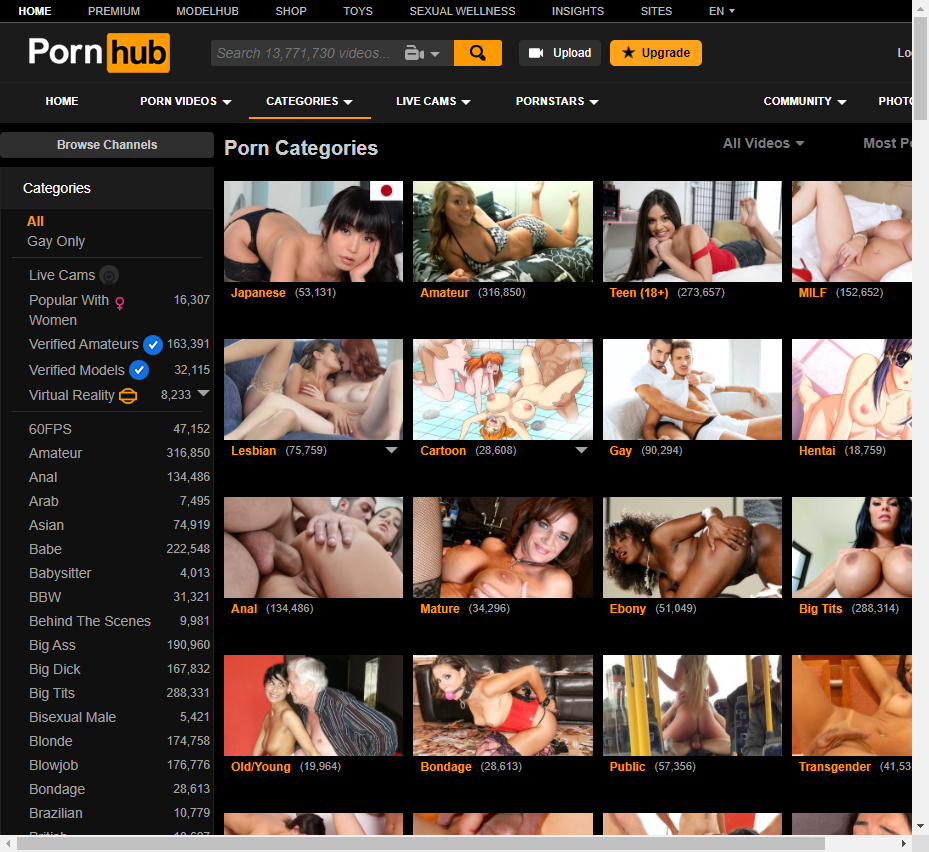 HOME PREMIUM MODELHUB SHOP TOYS SEXUAL WELLNESS INSIGHTS SITES EN
Porn hub
Search 13,771,730 videos...
Upload
Upgrade
HOME PORN VIDEOS CATEGORIES LIVE CAMS PORNSTARS COMMUNITY
Browse Channels
Porn Categories
All Videos
Categories
All
Gay Only
Live Cams
Popular With Women 16,307
Verified Amateurs 163,391
Verified Models 32,115
Virtual Reality 8,233
60FPS 47,152
Amateur 316,850
Anal 134,486
Arab 7,495
Asian 74,919
Babe 222,548
Babysitter 4,013
BBW 31,321
Behind The Scenes 9,981
Big Ass 190,960
Big Dick 167,832
Big Tits 288,331
Bisexual Male 5,421
Blonde 174,758
Blowjob 176,776
Bondage 28,613
Brazilian 10,779
Japanese (53,131)
Amateur (316,850)
Teen (18+) (273,657)
MILF (152,652)
Lesbian (75,759)
Cartoon (28,608)
Gay (90,294)
Hentai (18,759)
Anal (134,486)
Mature (34,296)
Ebony (51,049)
Big Tits (288,314)
Old/Young (19,964)
Bondage (28,613)
Public (57,356)
Transgender (41,53